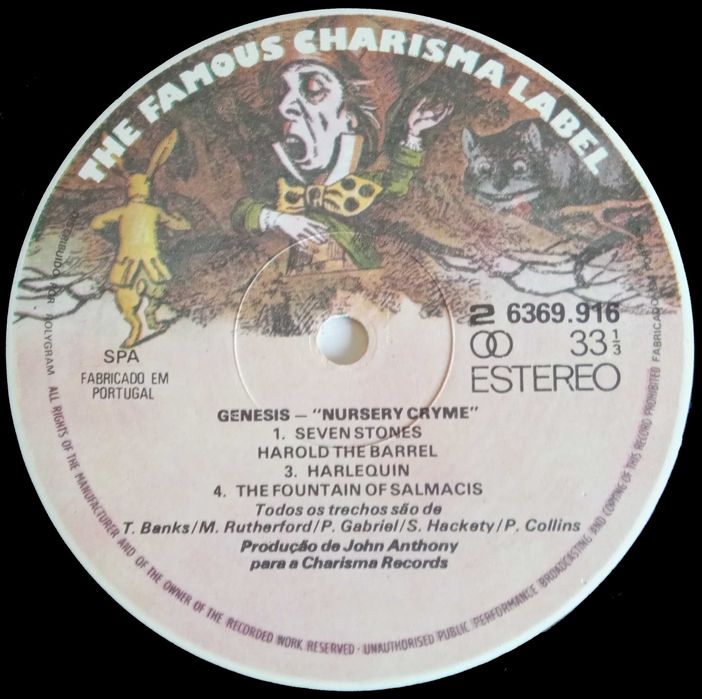 THE FAMOUS CHARISMA LABEL
2 6369.916
33 1/3
ESTEREO
SPA
FABRICADO EM
PORTUGAL
GENESIS — "NURSERY CRYME"
1. SEVEN STONES
HAROLD THE BARREL
3. HARLEQUIN
4. THE FOUNTAIN OF SALMACIS
Todos os trechos são de
T. Banks/M. Rutherford/P. Gabriel/S. Hackety/P. Collins
Produção de John Anthony
para a Charisma Records
DISTRIBUIDO POR POLYGRAM ALL RIGHTS OF THE MANUFACTURER AND OF THE OWNER OF THE RECORDED WORK RESERVED · UNAUTHORISED PUBLIC PERFORMANCE BROADCASTING AND COPYING OF THIS RECORD PROHIBITED FABRICADO EM